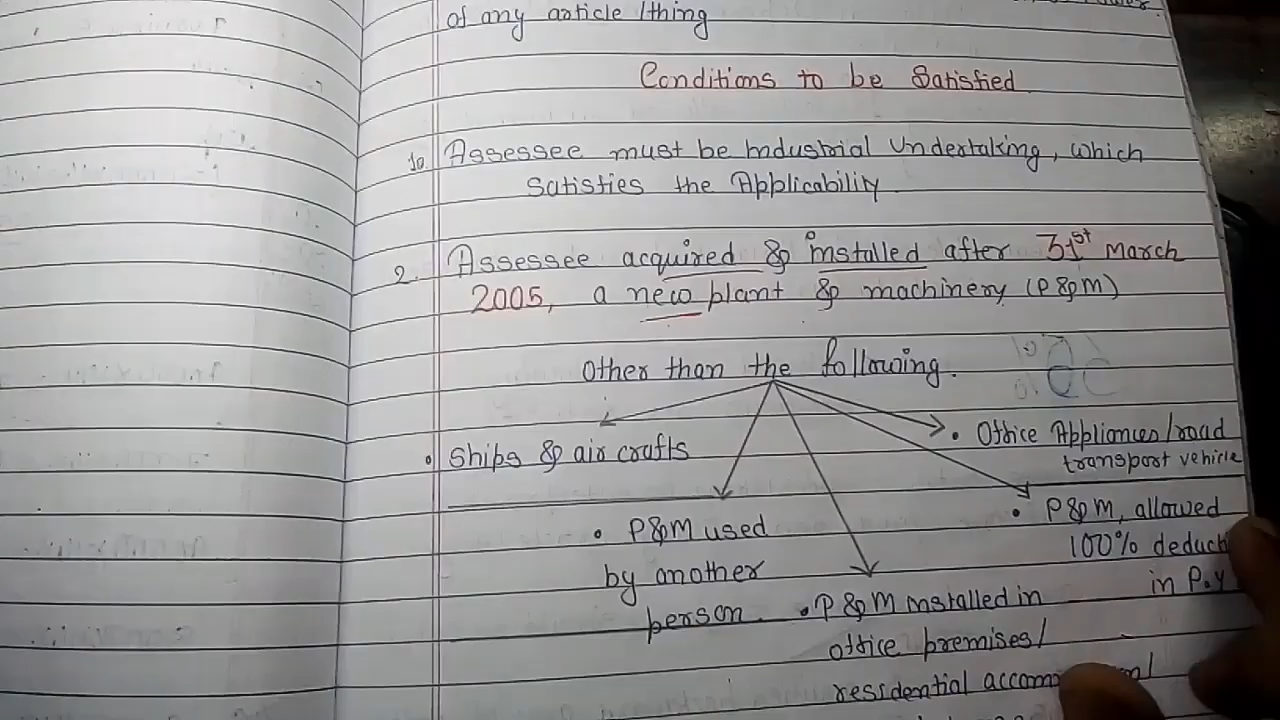 of any article /thing
Conditions to be Satisfied
1. Assessee must be Industrial Undertaking, which
Satisfies the Applicability
2. Assessee acquired & installed after 31st March
2005, a new plant & machinery (P&M)
Other than the following.
• Ships & air crafts
• Office Appliances/road
transport vehicle
• P&M used
by another
person.
• P&M, allowed
100% deduct
in P.Y
• P&M Installed in
office premises/
residential